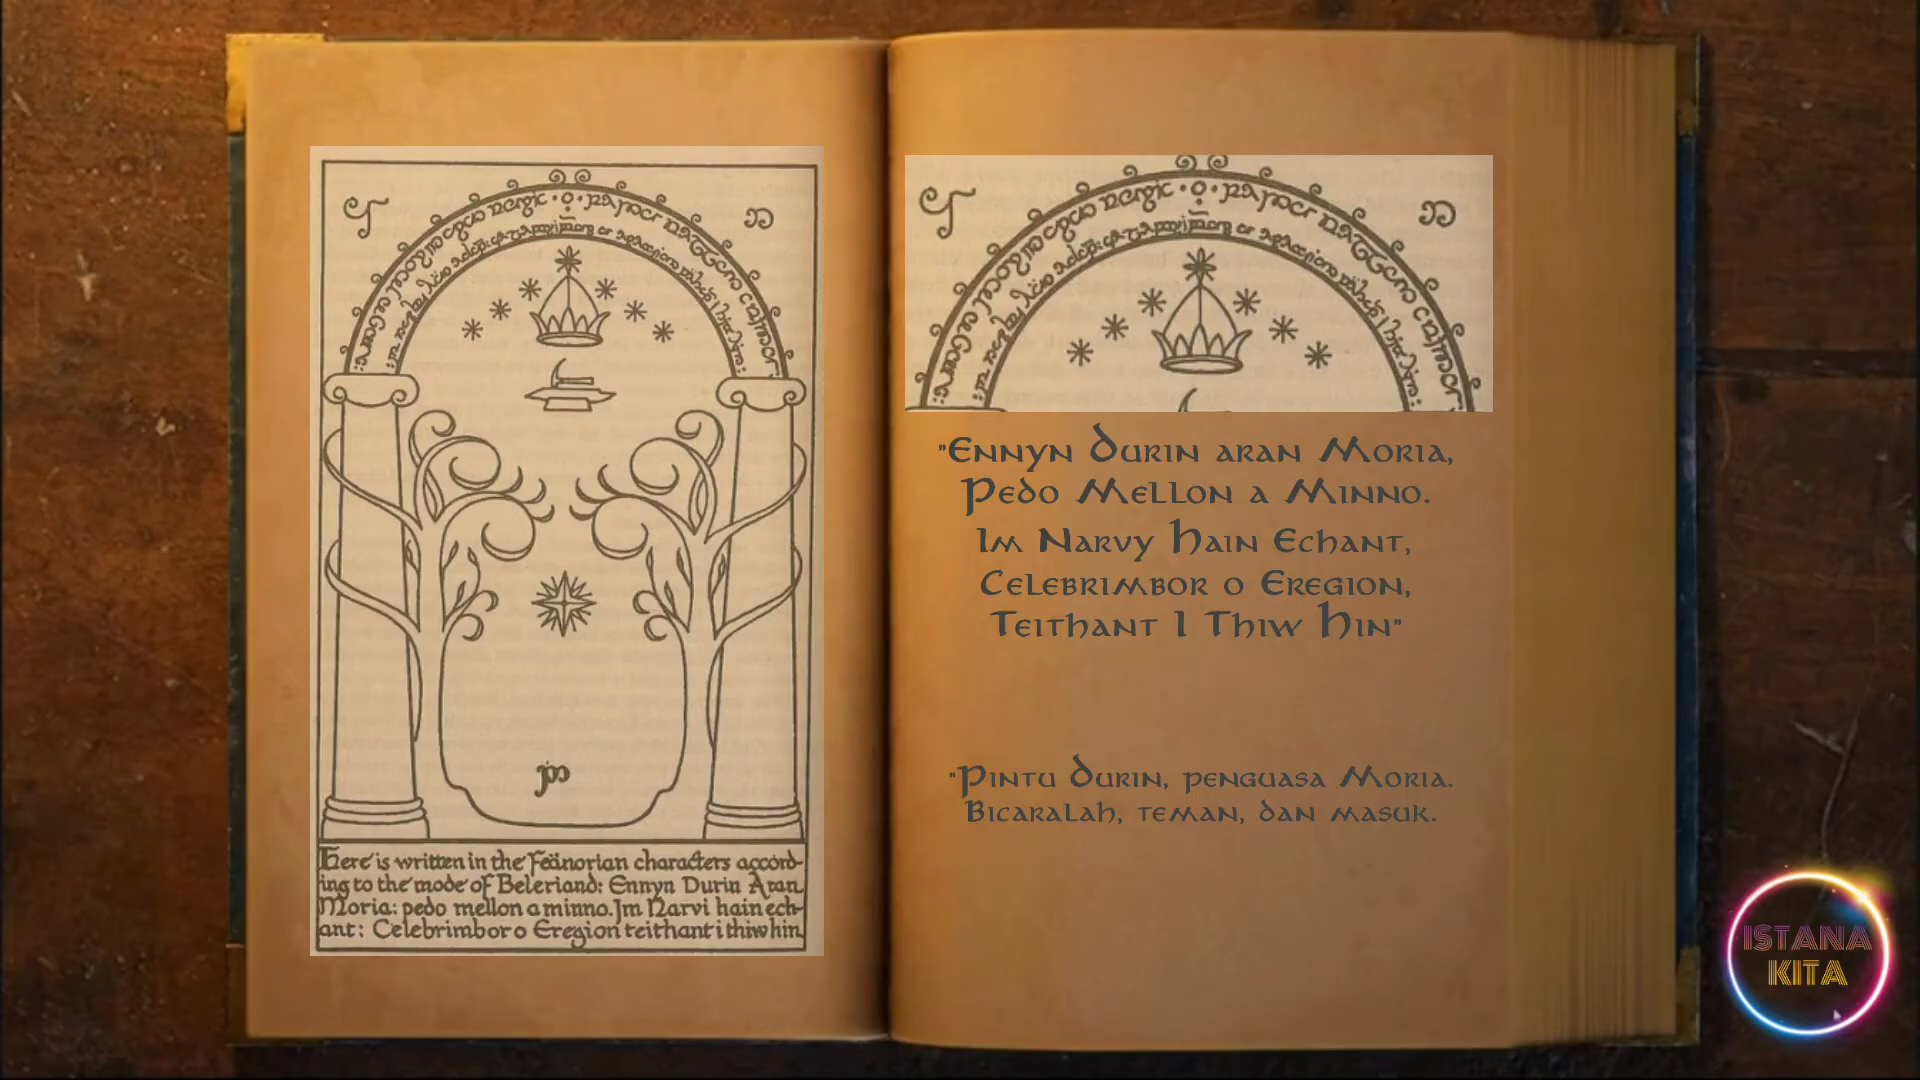 Here is written in the Fëanorian characters accord-
ing to the mode of Beleriand: Ennyn Durin Aran
Moria: pedo mellon a minno. Im Narvi hain ech-
ant: Celebrimbor o Eregion teithant i thiw hin.
"Ennyn Durin aran Moria,
Pedo Mellon a Minno.
Im Narvy Hain Echant,
Celebrimbor o Eregion,
Teithant I Thiw Hin"
"Pintu Durin, penguasa Moria.
Bicaralah, teman, dan masuk.
ISTANA
KITA